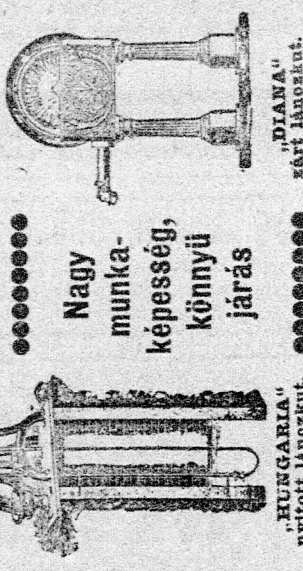 Nagy
munka-
képesség,
könnyü
járás
„HUNGARIA“
nyitott lánczkut.
„DIANA“
zárt lánczkut.